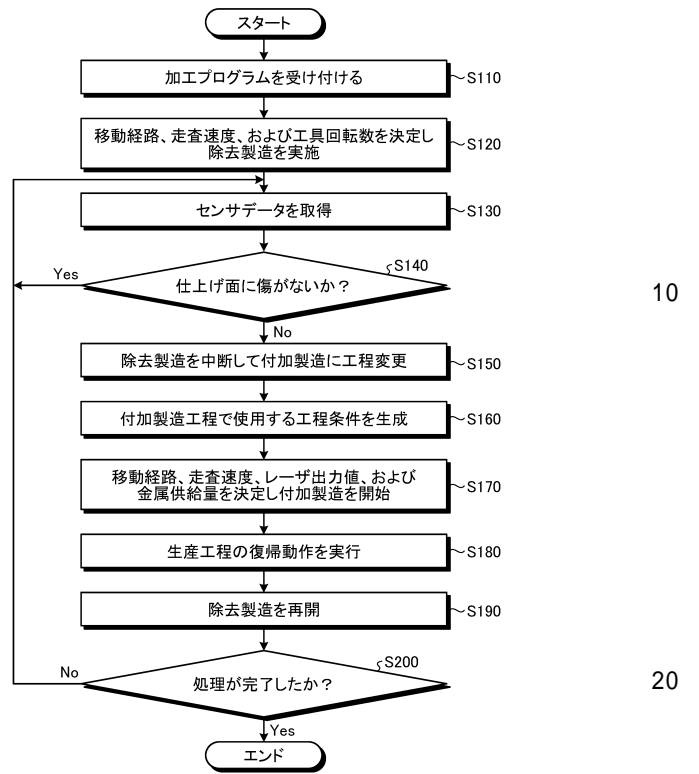 スタート
加工プログラムを受け付ける
S110
移動経路、走査速度、および工具回転数を決定し
除去製造を実施
S120
センサデータを取得
S130
仕上げ面に傷がないか？
S140
Yes
10
No
除去製造を中断して付加製造に工程変更
S150
付加製造工程で使用する工程条件を生成
S160
移動経路、走査速度、レーザ出力値、および
金属供給量を決定し付加製造を開始
S170
生産工程の復帰動作を実行
S180
除去製造を再開
S190
処理が完了したか？
S200
No
20
Yes
エンド